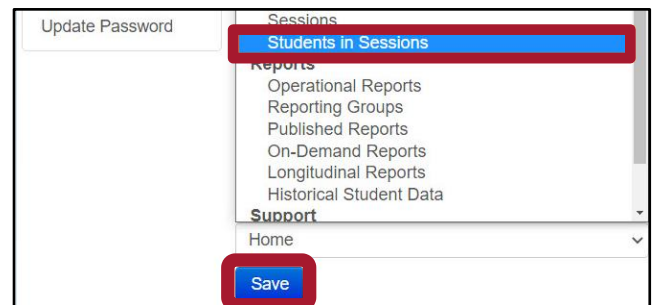 Update Password
Sessions
Students in Sessions
Reports
Operational Reports
Reporting Groups
Published Reports
On-Demand Reports
Longitudinal Reports
Historical Student Data
Support
Home
Save